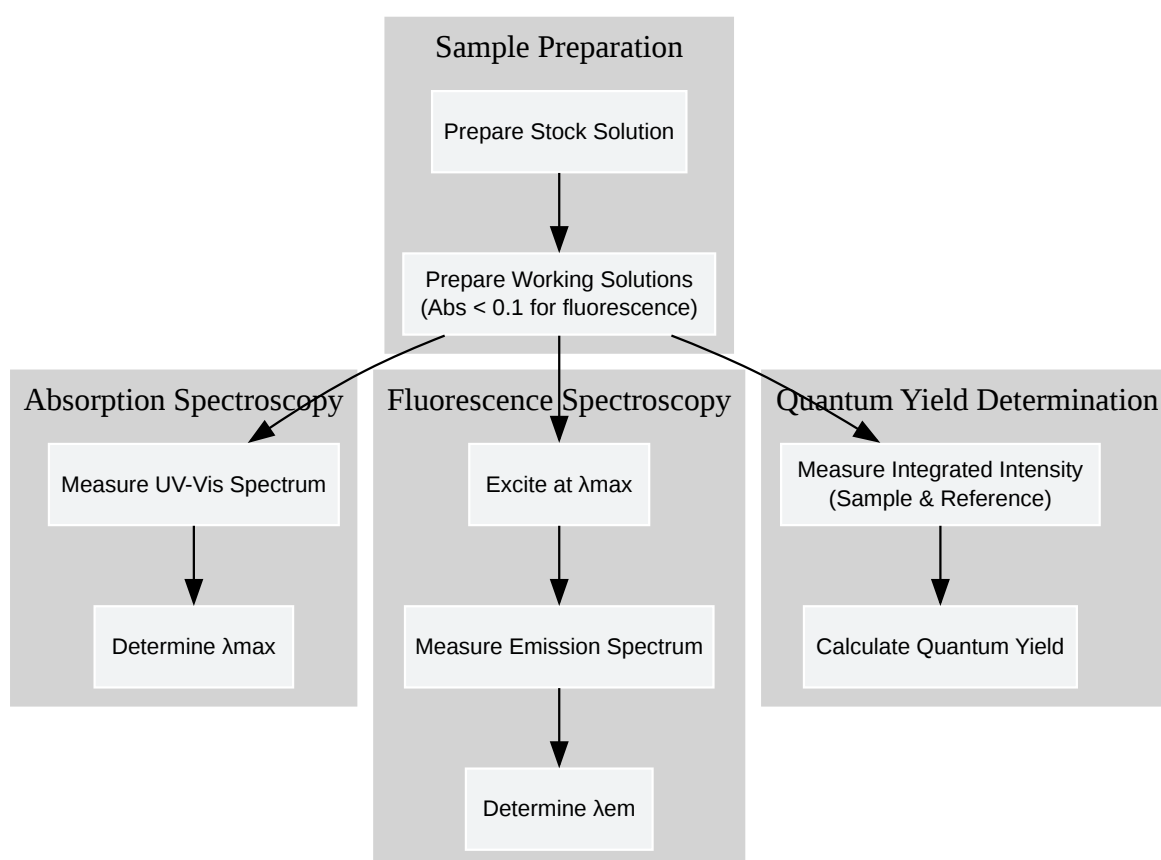 Sample Preparation
Prepare Stock Solution
Prepare Working Solutions
(Abs < 0.1 for fluorescence)
Absorption Spectroscopy
Measure UV-Vis Spectrum
Determine λmax
Fluorescence Spectroscopy
Excite at λmax
Measure Emission Spectrum
Determine λem
Quantum Yield Determination
Measure Integrated Intensity
(Sample & Reference)
Calculate Quantum Yield